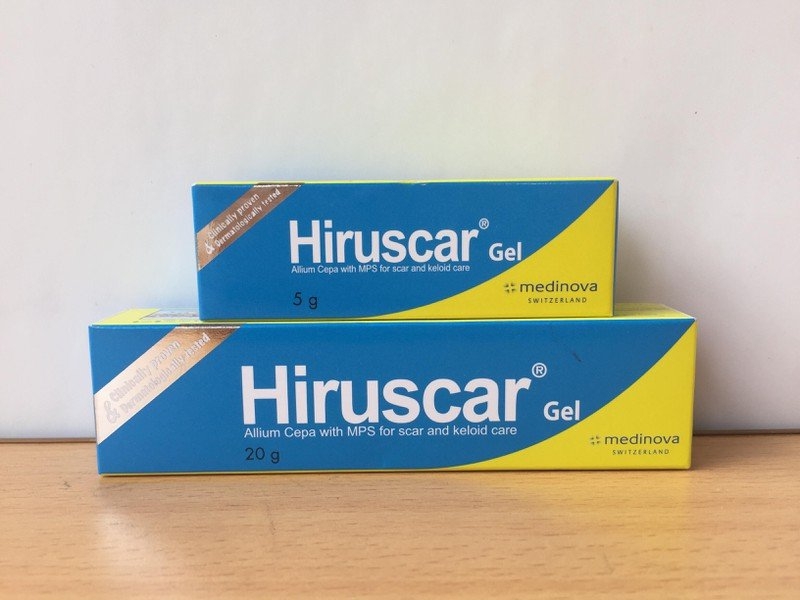 Clinically proven
& Dermatologically tested
Hiruscar® Gel
Allium Cepa with MPS for scar and keloid care
5 g
medinova
SWITZERLAND
Clinically proven
& Dermatologically tested
Hiruscar® Gel
Allium Cepa with MPS for scar and keloid care
20 g
medinova
SWITZERLAND